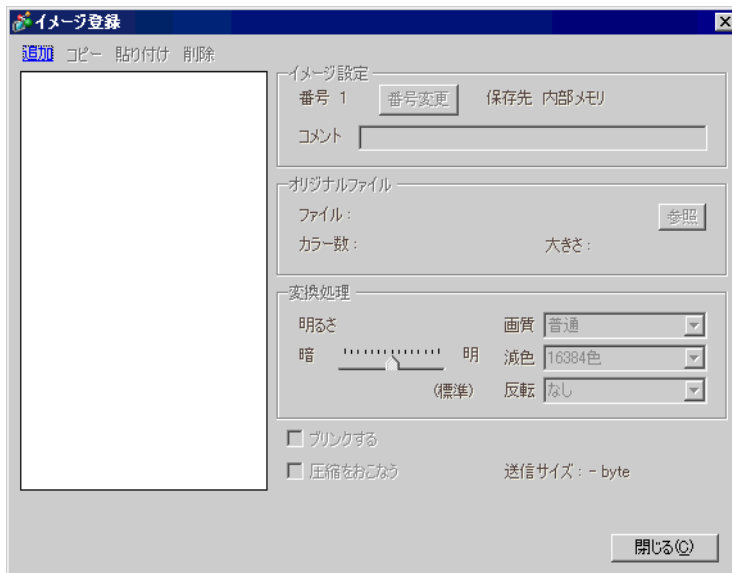 イメージ登録
追加 コピー 貼り付け 削除
イメージ設定
番号 1 番号変更 保存先 内部メモリ
コメント
オリジナルファイル
ファイル：
参照
カラー数： 大きさ：
変換処理
明るさ 画質 普通
暗 明 減色 16384色
(標準) 反転 なし
ブリンクする
圧縮をおこなう 送信サイズ：- byte
閉じる(C)